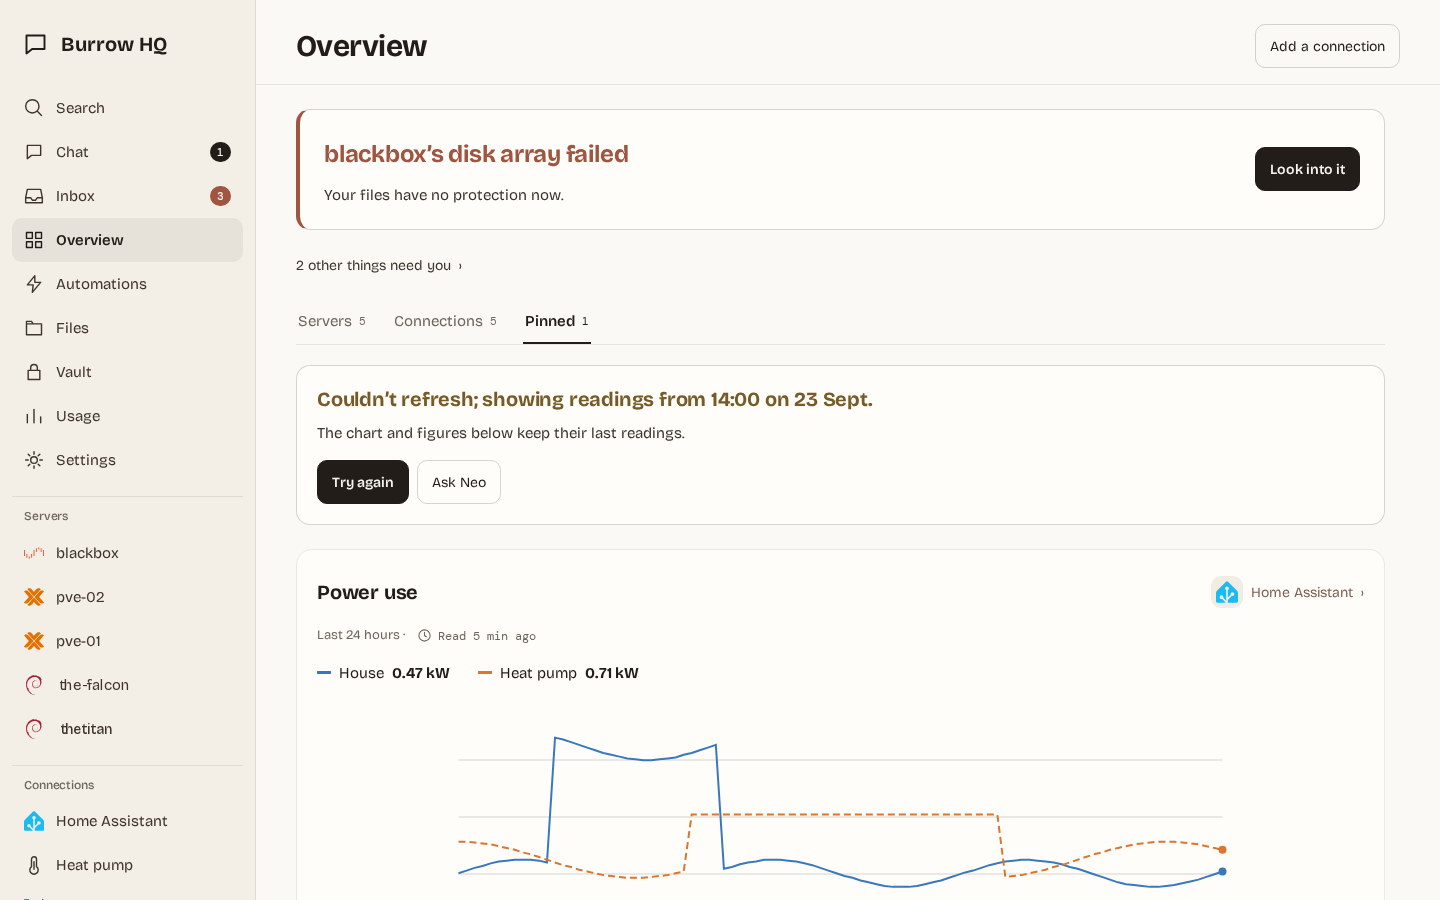 Burrow HQ
Search
Chat 1
Inbox 3
Overview
Automations
Files
Vault
Usage
Settings
Servers
blackbox
pve-02
pve-01
the-falcon
thetitan
Connections
Home Assistant
Heat pump
Overview
Add a connection
blackbox’s disk array failed
Your files have no protection now.
Look into it
2 other things need you ›
Servers 5 Connections 5 Pinned 1
Couldn’t refresh; showing readings from 14:00 on 23 Sept.
The chart and figures below keep their last readings.
Try again Ask Neo
Power use
Home Assistant ›
Last 24 hours · Read 5 min ago
House 0.47 kW Heat pump 0.71 kW